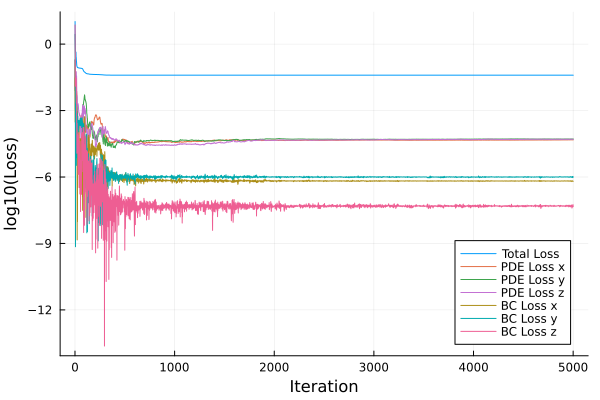 log10(Loss)
0
−3
−6
−9
−12
Total Loss
PDE Loss x
PDE Loss y
PDE Loss z
BC Loss x
BC Loss y
BC Loss z
0 1000 2000 3000 4000 5000
Iteration